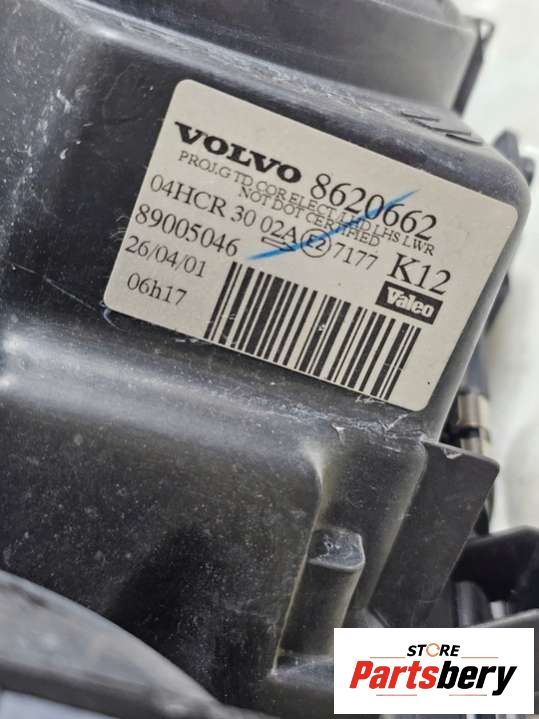 VOLVO 8620662
PROJ.G TD COR ELECT LHD LHS LWR
NOT DOT CERTIFIED
04HCR 30 02A E2 7177 K12
89005046
26/04/01
06h17
Valeo
STORE
Partsbery